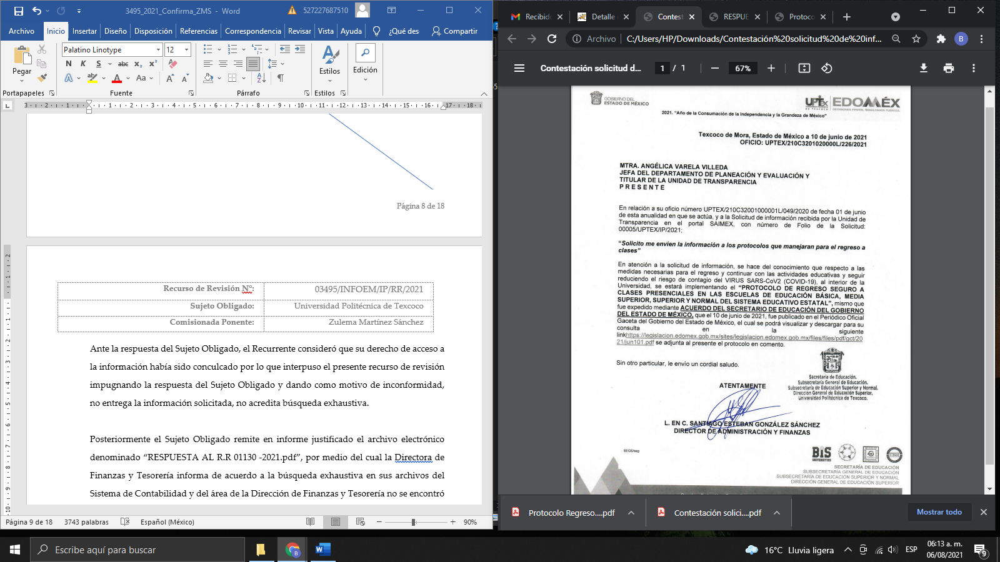 3495_2021_Confirma_ZMS - Word
527227687510
Archivo Inicio Insertar Diseño Disposición Referencias Correspondencia Revisar Vista Ayuda ¿Qué des Compartir
Palatino Linotype 12
Pegar
N K S abc x₂ x²
A aby A Aa A A
Estilos
Edición
Portapapeles Fuente Párrafo Estilos
Página 8 de 18
Recurso de Revisión N°: 03495/INFOEM/IP/RR/2021
Sujeto Obligado: Universidad Politécnica de Texcoco
Comisionada Ponente: Zulema Martínez Sánchez
Ante la respuesta del Sujeto Obligado, el Recurrente consideró que su derecho de acceso a
la información había sido conculcado por lo que interpuso el presente recurso de revisión
impugnando la respuesta del Sujeto Obligado y dando como motivo de inconformidad,
no entrega la información solicitada, no acredita búsqueda exhaustiva.
Posteriormente el Sujeto Obligado remite en informe justificado el archivo electrónico
denominado “RESPUESTA AL R.R 01130 -2021.pdf”, por medio del cual la Directora de
Finanzas y Tesorería informa de acuerdo a la búsqueda exhaustiva en sus archivos del
Sistema de Contabilidad y del área de la Dirección de Finanzas y Tesorería no se encontró
Página 9 de 18 3743 palabras Español (México) 90%
Recibido Detalle Contest RESPUE Protoco
Archivo C:/Users/HP/Downloads/Contestación%20solicitud%20de%20inf... B
Contestación solicitud d... 1 / 1 67%
GOBIERNO DEL
ESTADO DE MÉXICO
UPTex
DE TEXCOCO
EDOMÉX
DECISIONES FIRMES, RESULTADOS FUERTES.
2021. “Año de la Consumación de la Independencia y la Grandeza de México”
Texcoco de Mora, Estado de México a 10 de junio de 2021
OFICIO: UPTEX/210C3201020000L/226/2021
MTRA. ANGÉLICA VARELA VILLEDA
JEFA DEL DEPARTAMENTO DE PLANEACIÓN Y EVALUACIÓN Y
TITULAR DE LA UNIDAD DE TRANSPARENCIA
P R E S E N T E
En relación a su oficio número UPTEX/210C32001000001L/049/2020 de fecha 01 de junio
de esta anualidad en que se actúa, y a la Solicitud de información recibida por la Unidad de
Transparencia en el portal SAIMEX, con número de Folio de la Solicitud:
00005/UPTEX/IP/2021;
“Solicito me envíen la información a los protocolos que manejaran para el regreso a
clases”
En atención a la solicitud de información, se hace del conocimiento que respecto a las
medidas necesarias para el regreso y continuar con las actividades educativas y seguir
reduciendo el riesgo de contagio del VIRUS SARS-CoV2 (COVID-19), al interior de la
Universidad, se estará implementando el “PROTOCOLO DE REGRESO SEGURO A
CLASES PRESENCIALES EN LAS ESCUELAS DE EDUCACIÓN BÁSICA, MEDIA
SUPERIOR, SUPERIOR Y NORMAL DEL SISTEMA EDUCATIVO ESTATAL”, mismo que
fue expedido mediante ACUERDO DEL SECRETARIO DE EDUCACIÓN DEL GOBIERNO
DEL ESTADO DE MÉXICO, que el 10 de junio de 2021, fue publicado en el Periódico Oficial
Gaceta del Gobierno del Estado de México, el cual se podrá visualizar y descargar para su
consulta en la siguiente
linkhttps://legislacion.edomex.gob.mx/sites/legislacion.edomex.gob.mx/files/files/pdf/gct/20
21/jun101.pdf se adjunta al presente el protocolo en comento.
Sin otro particular, le envío un cordial saludo.
Secretaría de Educación.
Subsecretaría General de Educación.
Subsecretaría de Educación Superior y Normal.
Dirección General de Educación Superior.
Universidad Politécnica de Texcoco.
ATENTAMENTE
L. EN C. SANTIAGO ESTEBAN GONZÁLEZ SÁNCHEZ
DIRECTOR DE ADMINISTRACIÓN Y FINANZAS
SEGS/seg
BIS
UNIVERSITIES
SECRETARÍA DE EDUCACIÓN
SUBSECRETARÍA GENERAL DE EDUCACIÓN
SUBSECRETARÍA DE EDUCACIÓN SUPERIOR Y NORMAL
DIRECCIÓN GENERAL DE EDUCACIÓN SUPERIOR
Protocolo Regreso....pdf Contestación solici....pdf Mostrar todo
Escribe aquí para buscar
16°C Lluvia ligera ESP 06:13 a. m.
06/08/2021
9